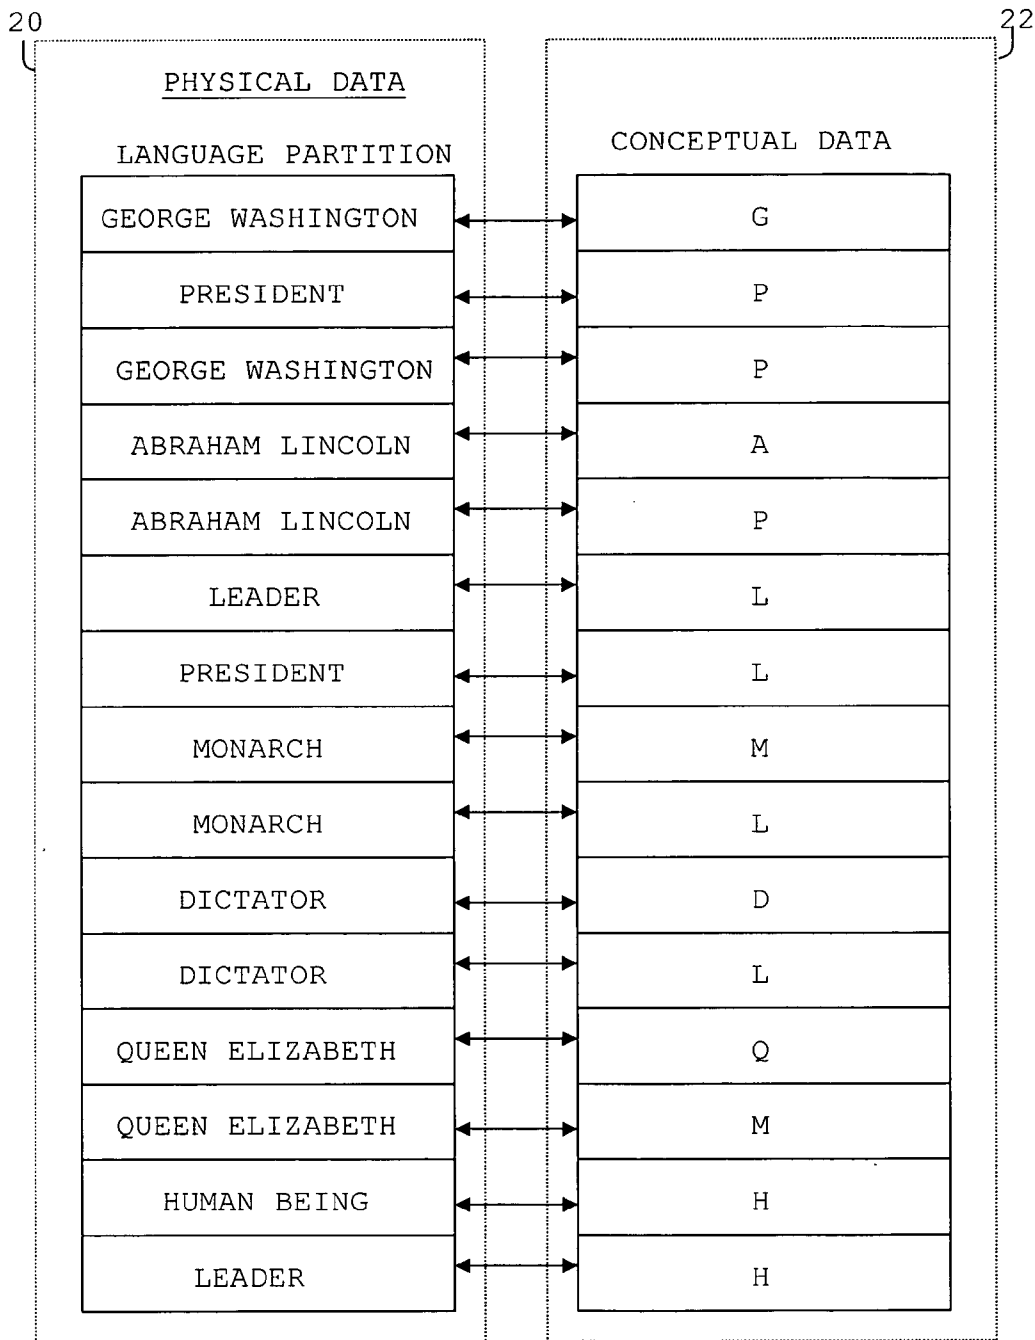 20
22
PHYSICAL DATA
LANGUAGE PARTITION
CONCEPTUAL DATA
GEORGE WASHINGTON G
PRESIDENT P
GEORGE WASHINGTON P
ABRAHAM LINCOLN A
ABRAHAM LINCOLN P
LEADER L
PRESIDENT L
MONARCH M
MONARCH L
DICTATOR D
DICTATOR L
QUEEN ELIZABETH Q
QUEEN ELIZABETH M
HUMAN BEING H
LEADER H